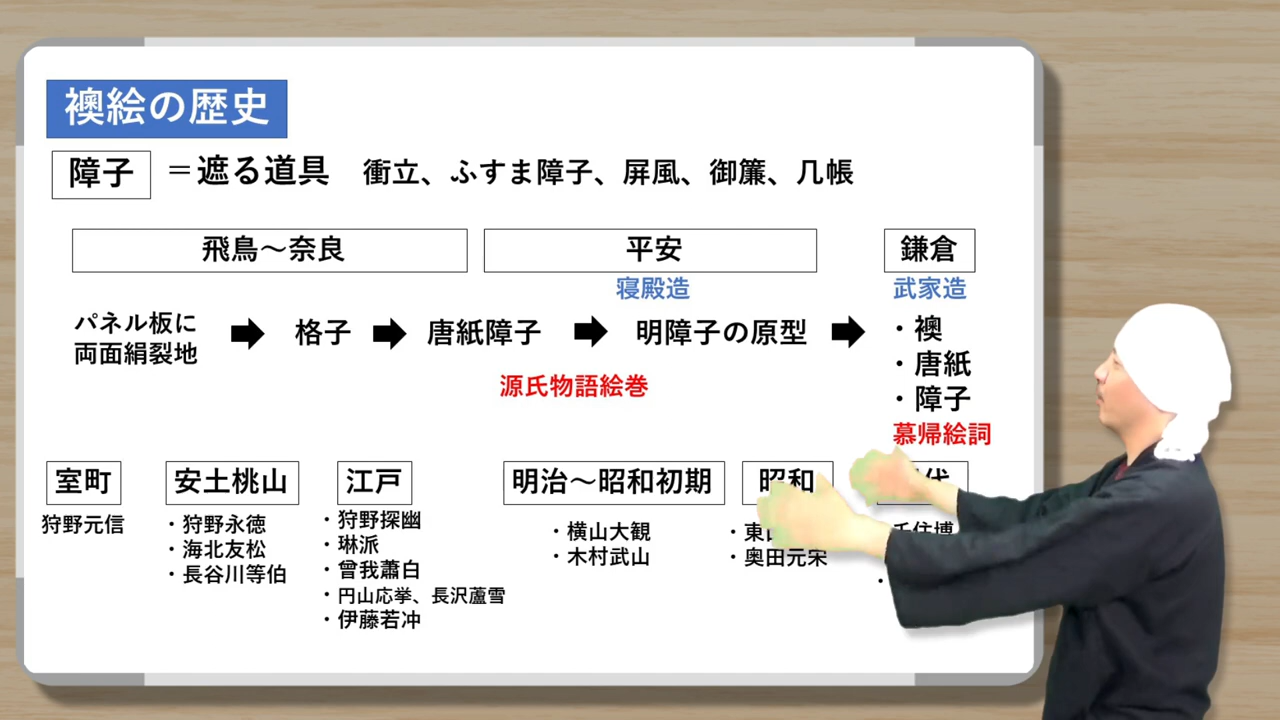 襖絵の歴史
障子 ＝遮る道具 衝立、ふすま障子、屏風、御簾、几帳
飛鳥～奈良 平安 鎌倉
寝殿造 武家造
パネル板に
両面絹裂地
格子 唐紙障子 明障子の原型
・襖
・唐紙
・障子
源氏物語絵巻
慕帰絵詞
室町
狩野元信
安土桃山
・狩野永徳
・海北友松
・長谷川等伯
江戸
・狩野探幽
・琳派
・曾我蕭白
・円山応挙、長沢蘆雪
・伊藤若冲
明治～昭和初期
・横山大観
・木村武山
昭和
・東
・奥田元宋
代
千住博